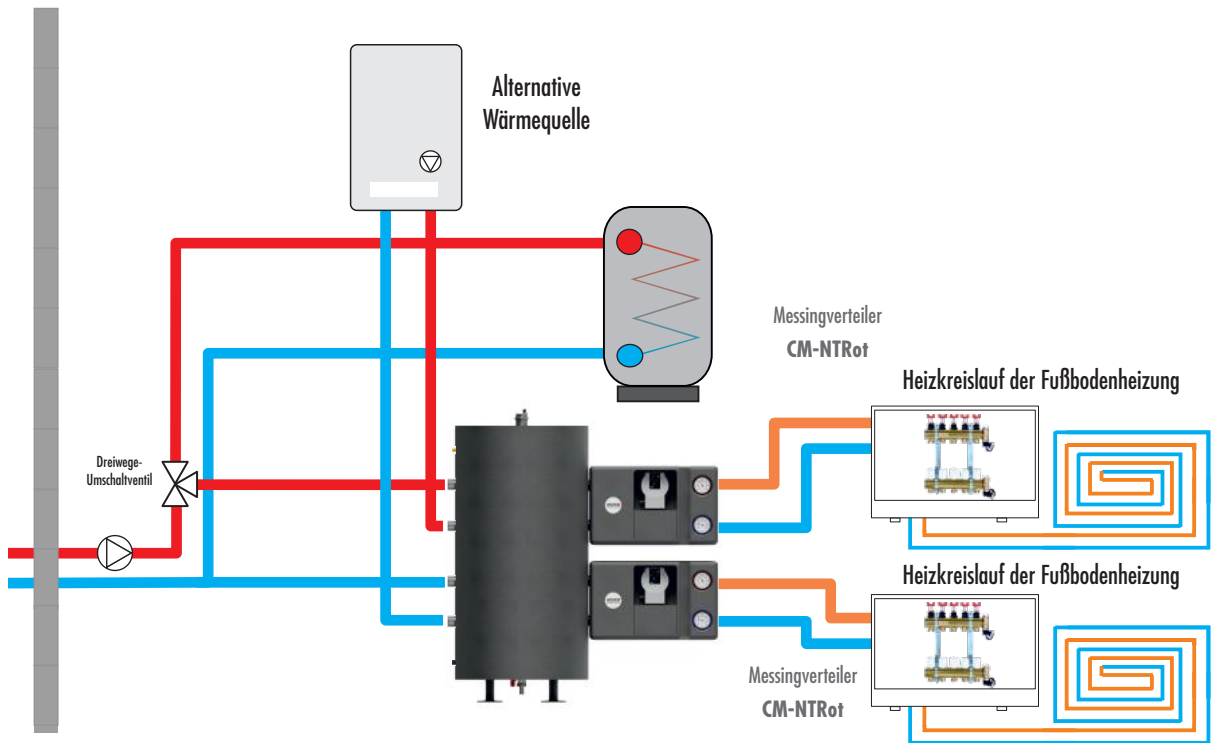 Alternative
Wärmequelle
Messingverteiler
CM-NTRot
Heizkreislauf der Fußbodenheizung
Dreiwege-
Umschaltventil
Heizkreislauf der Fußbodenheizung
Messingverteiler
CM-NTRot